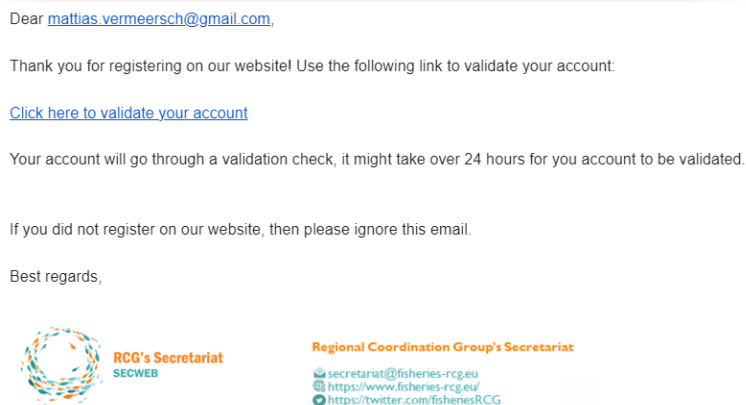 Dear mattias.vermeersch@gmail.com,
Thank you for registering on our website! Use the following link to validate your account:
Click here to validate your account
Your account will go through a validation check, it might take over 24 hours for you account to be validated.
If you did not register on our website, then please ignore this email.
Best regards,
RCG's Secretariat
SECWEB
Regional Coordination Group's Secretariat
secretariat@fisheries-rcg.eu
https://www.fisheries-rcg.eu/
https://twitter.com/fisheriesRCG